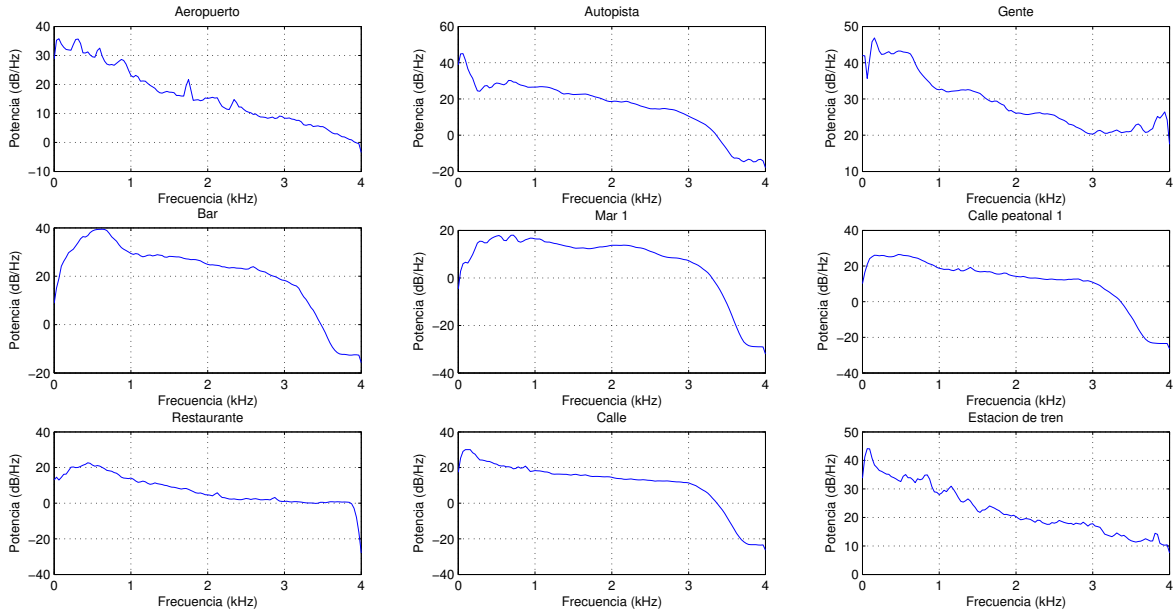 Aeropuerto
40
30
20
10
0
−10
0 1 2 3 4
Potencia (dB/Hz)
Frecuencia (kHz)
Autopista
60
40
20
0
−20
0 1 2 3 4
Potencia (dB/Hz)
Frecuencia (kHz)
Gente
50
40
30
20
10
0 1 2 3 4
Potencia (dB/Hz)
Frecuencia (kHz)
Bar
40
20
0
−20
0 1 2 3 4
Potencia (dB/Hz)
Frecuencia (kHz)
Mar 1
20
0
−20
−40
0 1 2 3 4
Potencia (dB/Hz)
Frecuencia (kHz)
Calle peatonal 1
40
20
0
−20
−40
0 1 2 3 4
Potencia (dB/Hz)
Frecuencia (kHz)
Restaurante
40
20
0
−20
−40
0 1 2 3 4
Potencia (dB/Hz)
Frecuencia (kHz)
Calle
40
20
0
−20
−40
0 1 2 3 4
Potencia (dB/Hz)
Frecuencia (kHz)
Estacion de tren
50
40
30
20
10
0
0 1 2 3 4
Potencia (dB/Hz)
Frecuencia (kHz)